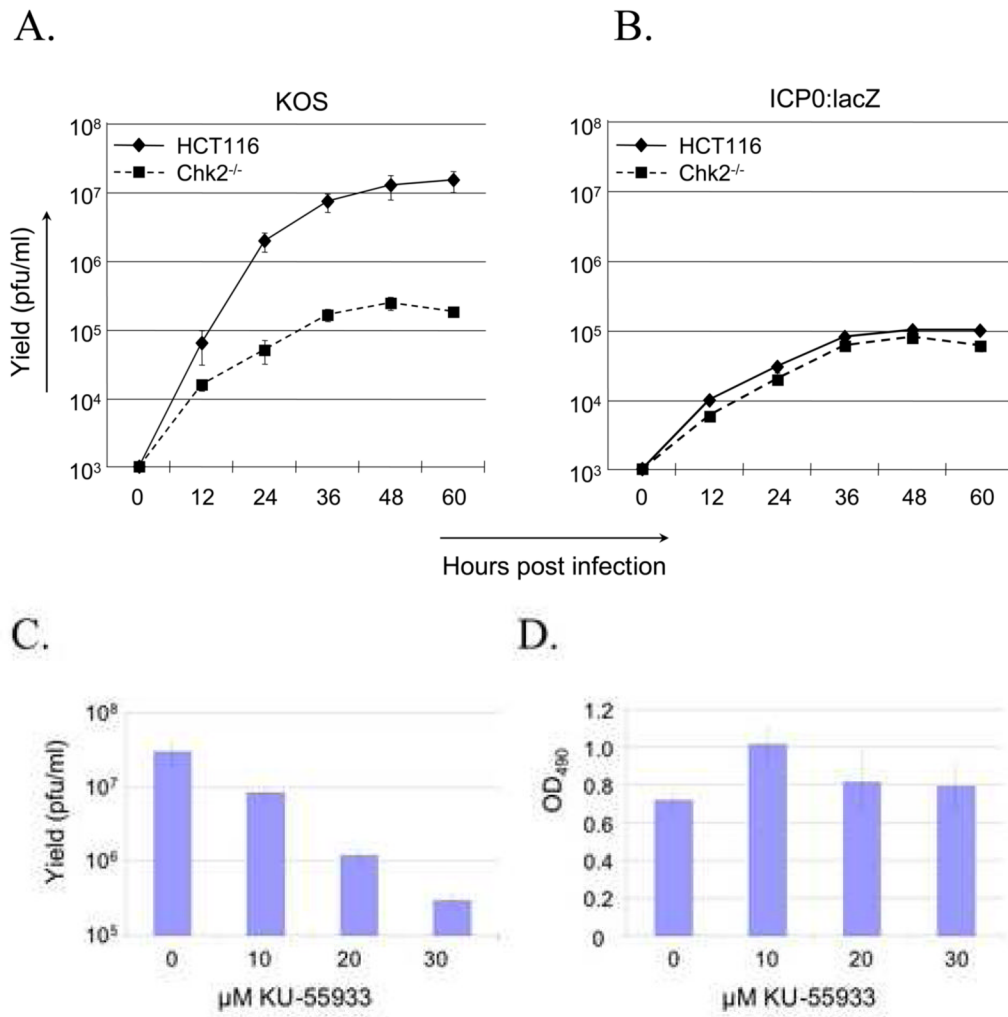 A.
B.
KOS
ICP0:lacZ
10⁸
10⁷
10⁶
10⁵
10⁴
10³
HCT116
Chk2⁻/⁻
0 12 24 36 48 60
Yield (pfu/ml)
10⁸
10⁷
10⁶
10⁵
10⁴
10³
HCT116
Chk2⁻/⁻
0 12 24 36 48 60
Hours post infection
C.
D.
10⁸
10⁷
10⁶
10⁵
Yield (pfu/ml)
0 10 20 30
µM KU-55933
1.2
1.0
0.8
0.6
0.4
0.2
0
OD₄₉₀
0 10 20 30
µM KU-55933